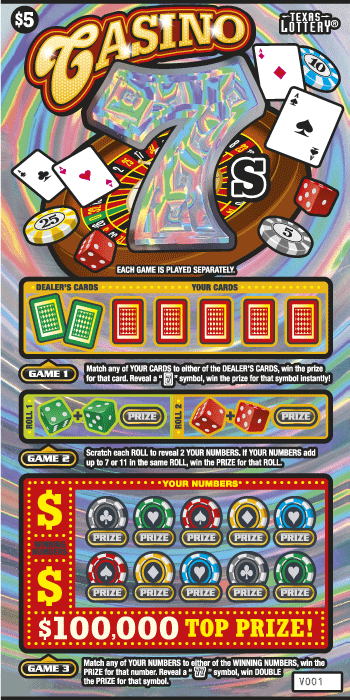 $5
CASINO
TEXAS
LOTTERY®
10
A
A
A
A
7
S
25
5
EACH GAME IS PLAYED SEPARATELY.
DEALER'S CARDS YOUR CARDS
GAME 1
Match any of YOUR CARDS to either of the DEALER'S CARDS, win the prize
for that card. Reveal a " " symbol, win the prize for that symbol instantly!
ROLL 1 + PRIZE ROLL 2 + PRIZE
GAME 2
Scratch each ROLL to reveal 2 YOUR NUMBERS. If YOUR NUMBERS add
up to 7 or 11 in the same ROLL, win the PRIZE for that ROLL.
YOUR NUMBERS
$
PRIZE PRIZE PRIZE PRIZE PRIZE
$
PRIZE PRIZE PRIZE PRIZE PRIZE
$100,000 TOP PRIZE!
GAME 3
Match any of YOUR NUMBERS to either of the WINNING NUMBERS, win the
PRIZE for that number. Reveal a " " symbol, win DOUBLE
the PRIZE for that symbol.
V001